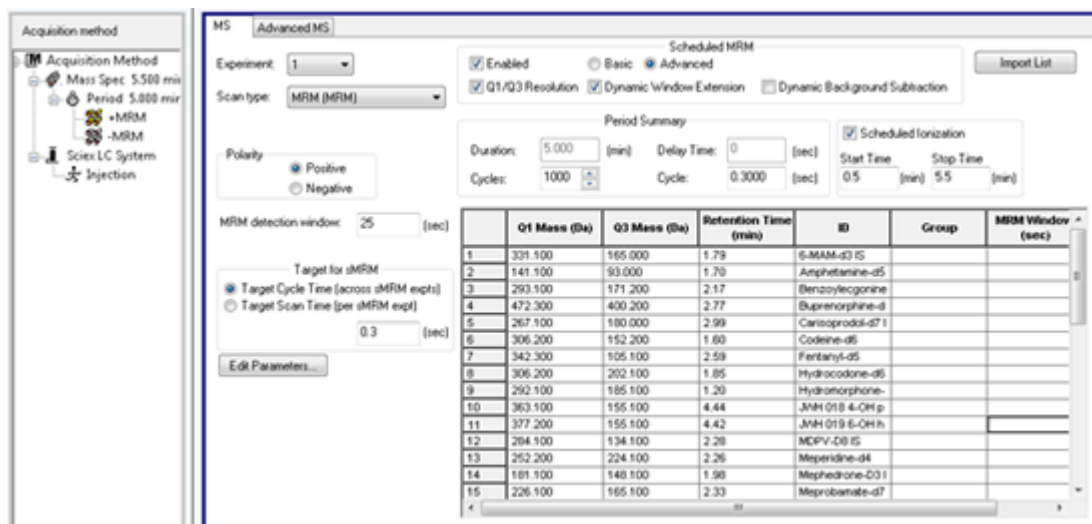 Acquisition method
Acquisition Method
Mass Spec 5.500 min
Period 5.000 min
+MRM
-MRM
Sciex LC System
Injection
MS Advanced MS
Experiment: 1
Scan type: MRM (MRM)
Scheduled MRM
Enabled Basic Advanced
Q1/Q3 Resolution Dynamic Window Extension Dynamic Background Subtraction
Import List
Polarity
Positive
Negative
Period Summary
Duration: 5.000 (min) Delay Time: 0 (sec)
Cycles: 1000 Cycle: 0.3000 (sec)
Scheduled Ionization
Start Time Stop Time
0.5 (min) 5.5 (min)
MRM detection window: 25 (sec)
Target for sMRM
Target Cycle Time (across sMRM expts)
Target Scan Time (per sMRM expt)
0.3 (sec)
Edit Parameters...
Q1 Mass (Da) Q3 Mass (Da) Retention Time (min) ID Group MRM Window (sec)
1 331.100 165.000 1.79 6-MAM-d3 IS
2 141.100 93.000 1.70 Amphetamine-d5
3 293.100 171.200 2.17 Benzoylecgonine
4 472.300 400.200 2.77 Buprenorphine-d
5 267.100 180.000 2.99 Carisoprodol-d7 I
6 306.200 152.200 1.60 Codeine-d6
7 342.300 105.100 2.59 Fentanyl-d5
8 306.200 202.100 1.85 Hydrocodone-d6
9 292.100 185.100 1.20 Hydromorphone-
10 363.100 155.100 4.44 JWH 018 4-OH p
11 377.200 155.100 4.42 JWH 019 6-OH h
12 284.100 134.100 2.28 MDPV-D8 IS
13 252.200 224.100 2.26 Meperidine-d4
14 181.100 148.100 1.98 Mephedrone-D3 I
15 226.100 165.100 2.33 Meprobamate-d7